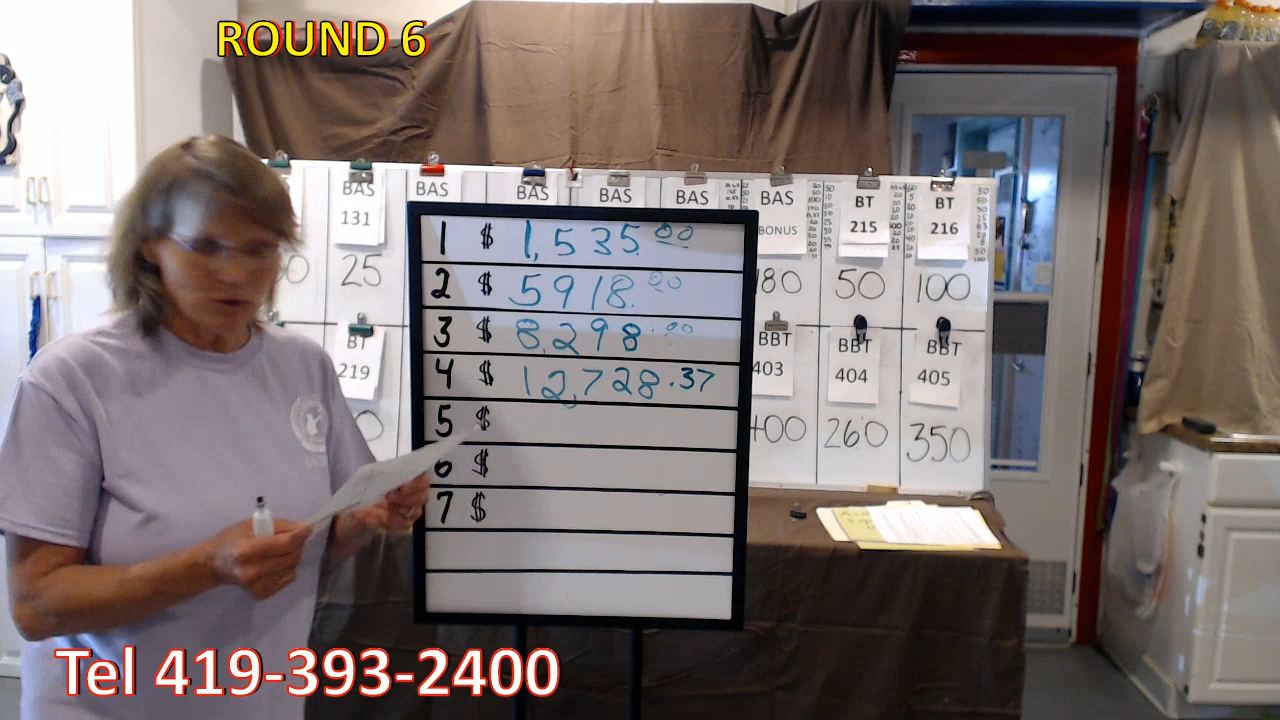 ROUND 6
BAS 131
BAS
BAS
BAS
BAS
BAS BONUS
BT 215
BT 216
25
180
50
100
1 $ 1,535.00
2 $ 5918.00
3 $ 8,298.00
4 $ 12,728.37
5 $
6 $
7 $
BT 219
BBT 403
BBT 404
BBT 405
400
260
350
Tel 419-393-2400